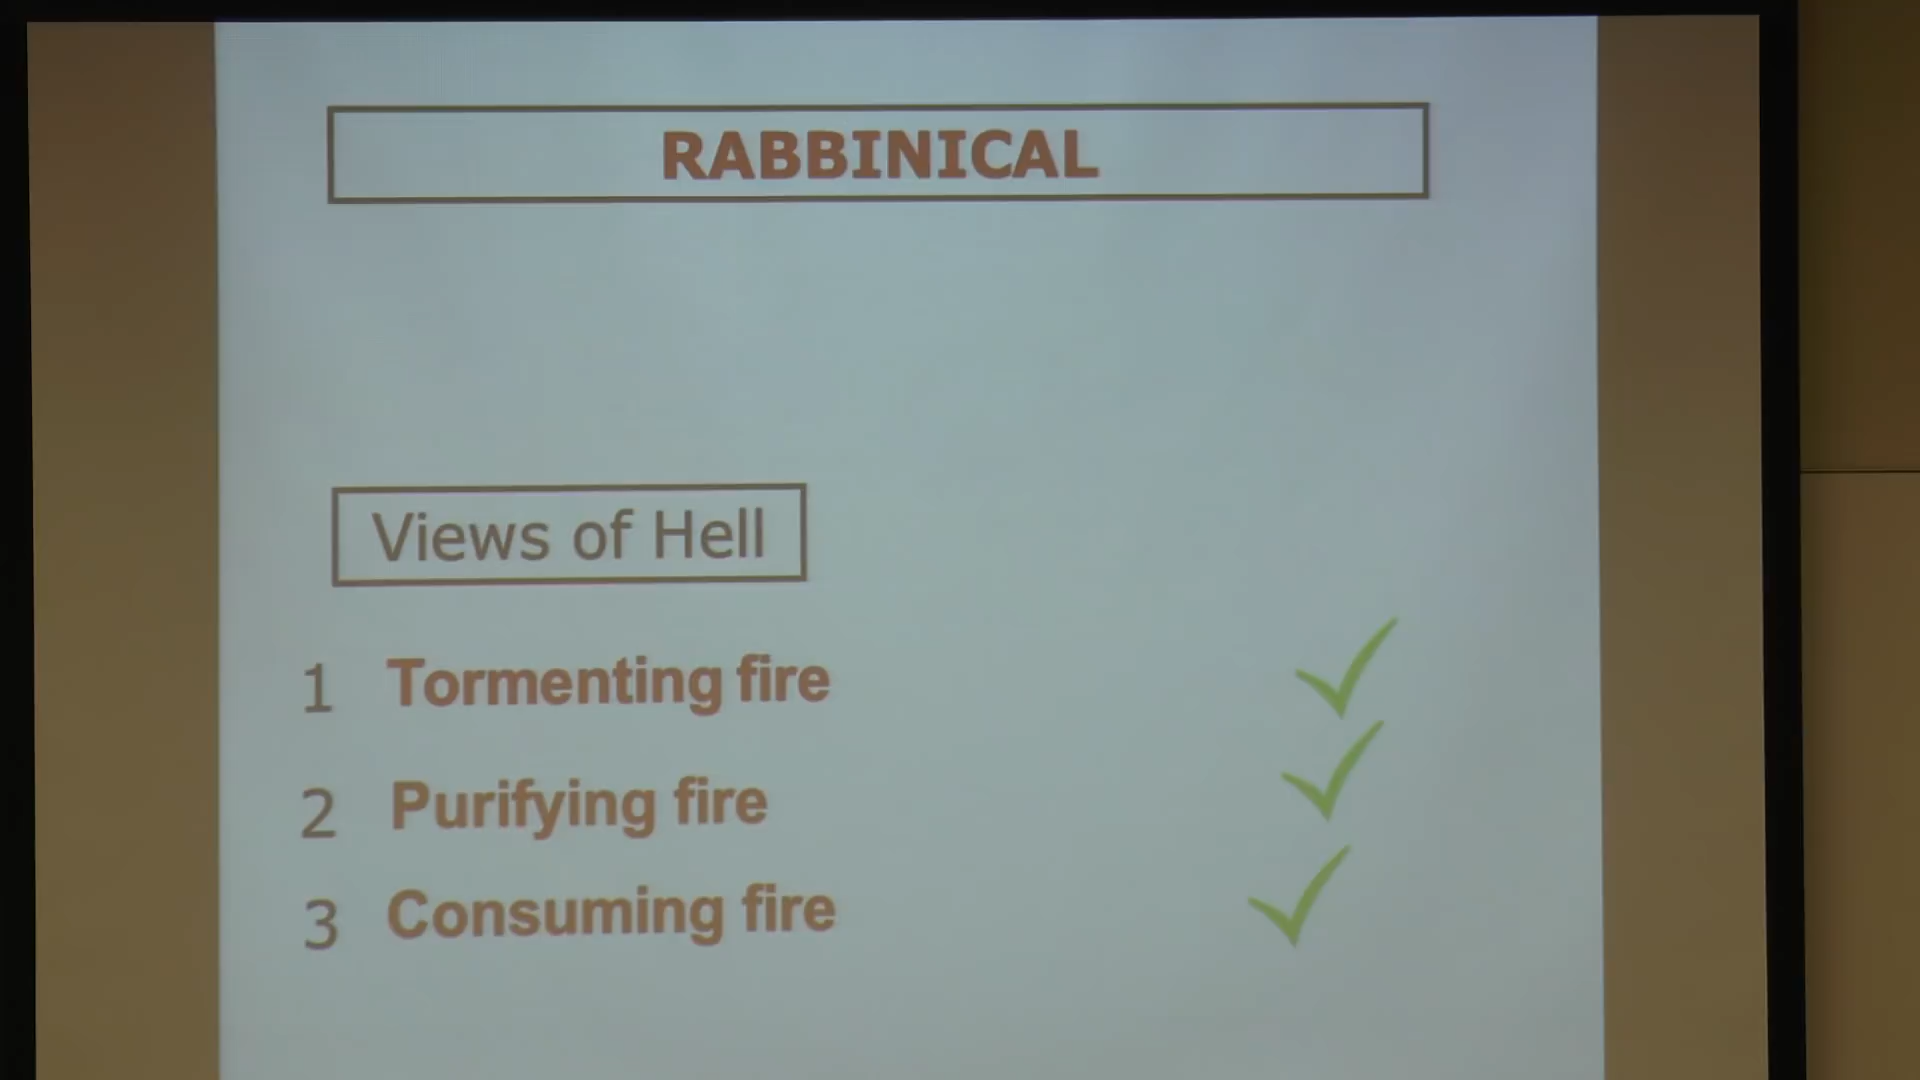 RABBINICAL
Views of Hell
1 Tormenting fire
2 Purifying fire
3 Consuming fire